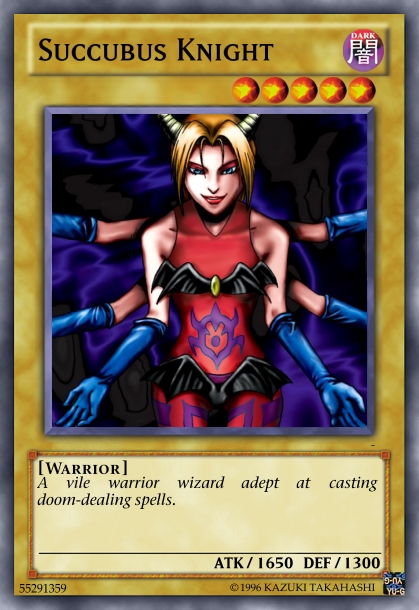 SUCCUBUS KNIGHT
DARK
闇
[WARRIOR]
A vile warrior wizard adept at casting
doom-dealing spells.
ATK / 1650 DEF / 1300
55291359
©1996 KAZUKI TAKAHASHI